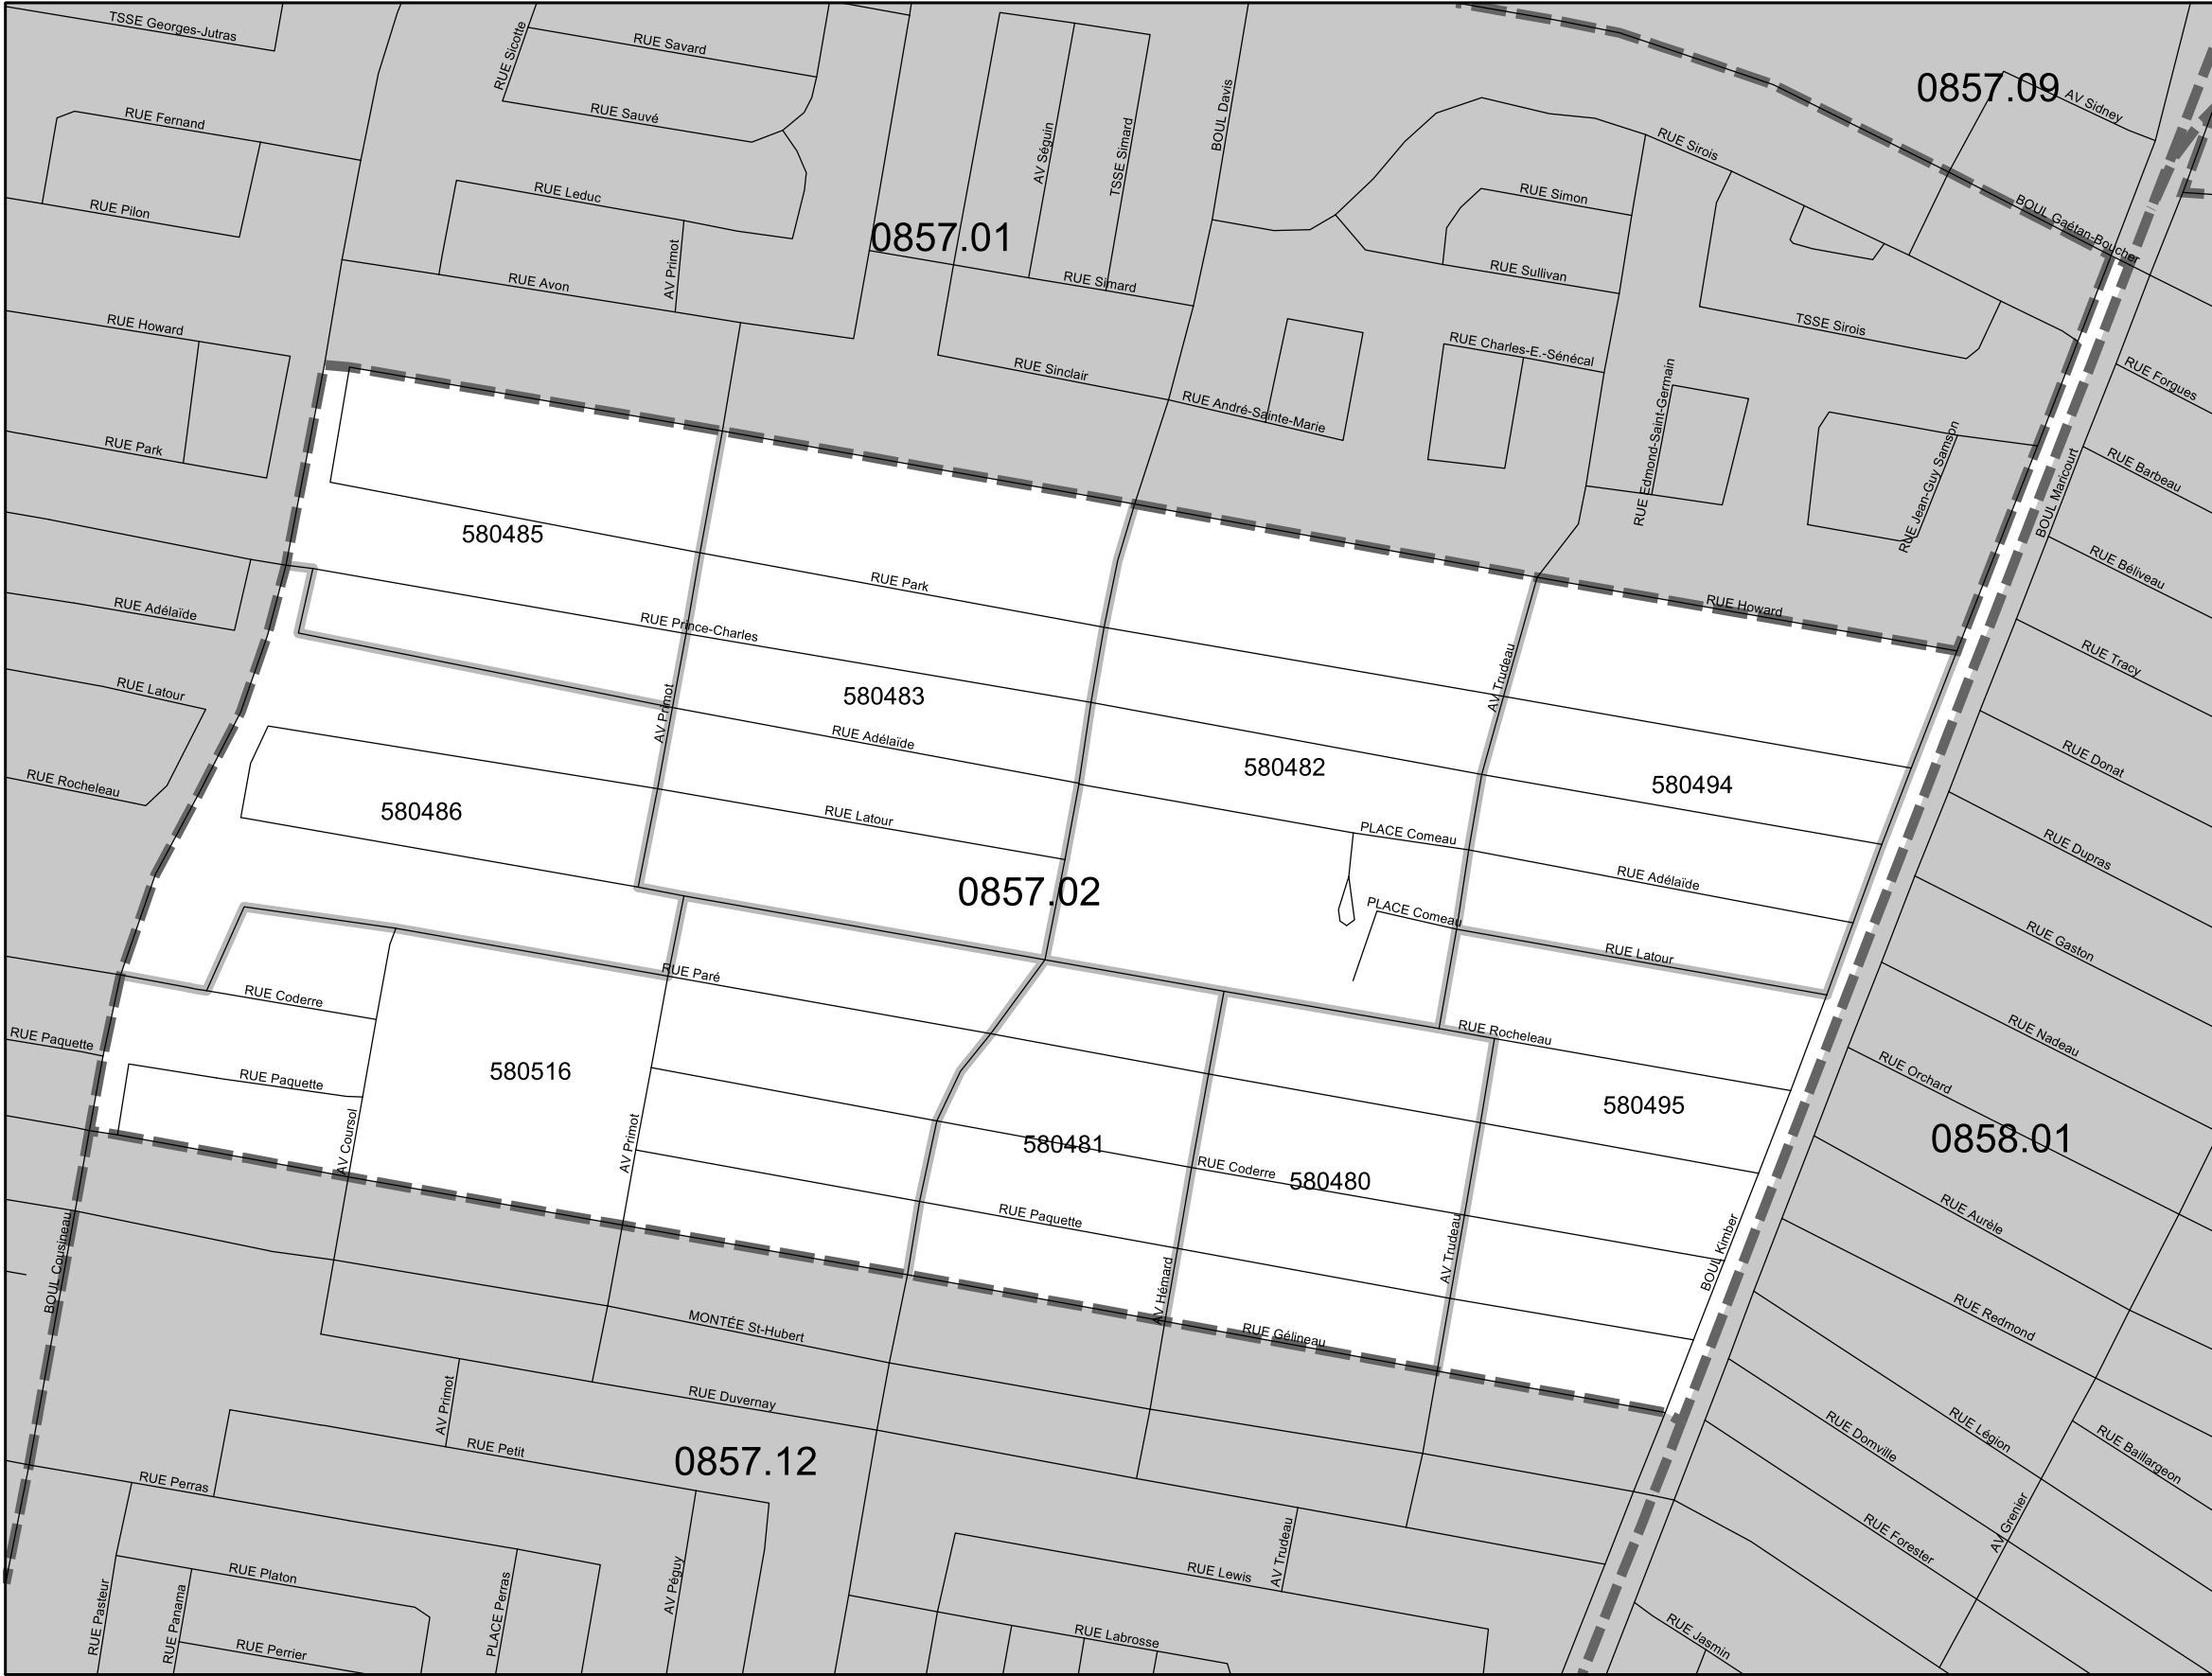 TSSE Georges-Jutras
RUE Sicotte
RUE Savard
RUE Sauvé
RUE Fernand
RUE Pilon
RUE Leduc
AV Primot
RUE Avon
0857.01
AV Séguin
TSSE Simard
BOUL Davis
RUE Simard
RUE Sinclair
RUE André-Sainte-Marie
RUE Sirois
RUE Simon
RUE Sullivan
RUE Charles-E.-Sénécal
RUE Edmond-Saint-Germain
TSSE Sirois
RUE Jean-Guy Samson
0857.09
AV Sidney
BOUL Gaétan-Boucher
BOUL Maricourt
RUE Forgues
RUE Barbeau
RUE Béliveau
RUE Tracy
RUE Donat
RUE Dupras
RUE Gaston
RUE Nadeau
RUE Orchard
0858.01
RUE Aurèle
RUE Redmond
RUE Légion
RUE Domville
RUE Baillargeon
RUE Forester
AV Grenier
RUE Jasmin
RUE Howard
RUE Park
RUE Adélaïde
RUE Latour
RUE Rocheleau
RUE Paquette
BOUL Cousineau
580485
RUE Park
RUE Prince-Charles
RUE Howard
AV Primot
580483
RUE Adélaïde
AV Trudeau
580482
580494
580486
RUE Latour
PLACE Comeau
RUE Adélaïde
0857.02
PLACE Comeau
RUE Latour
RUE Paré
RUE Coderre
RUE Rocheleau
RUE Paquette
580516
580495
AV Coursol
AV Primot
580481
RUE Coderre
580480
RUE Paquette
AV Hémard
AV Trudeau
BOUL Kimber
RUE Gélineau
MONTÉE St-Hubert
RUE Duvernay
AV Primot
RUE Petit
0857.12
RUE Perras
RUE Platon
RUE Pasteur
RUE Panama
RUE Perrier
PLACE Perras
AV Péguy
AV Trudeau
RUE Lewis
RUE Labrosse